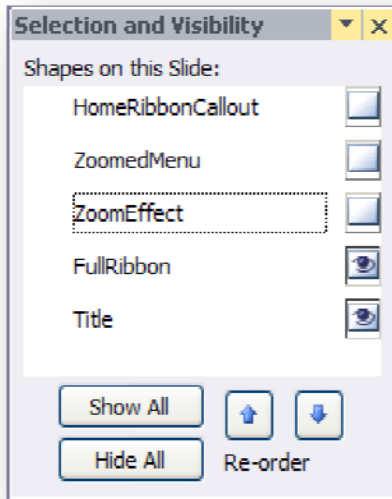 Selection and Visibility
Shapes on this Slide:
HomeRibbonCallout
ZoomedMenu
ZoomEffect
FullRibbon
Title
Show All
Hide All
Re-order